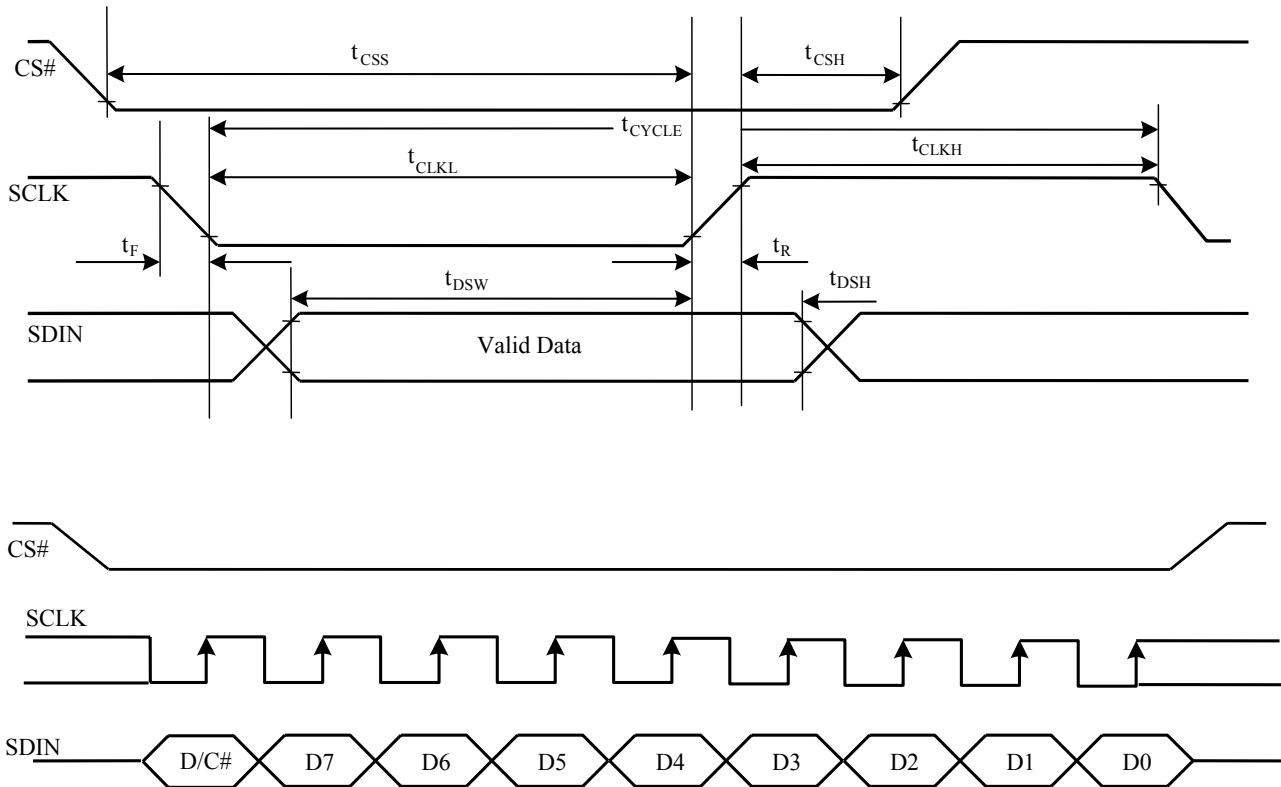 t_CSS
t_CSH
CS#
t_CYCLE
t_CLKL
t_CLKH
SCLK
t_F
t_R
t_DSW
t_DSH
SDIN
Valid Data
CS#
SCLK
SDIN
D/C# D7 D6 D5 D4 D3 D2 D1 D0